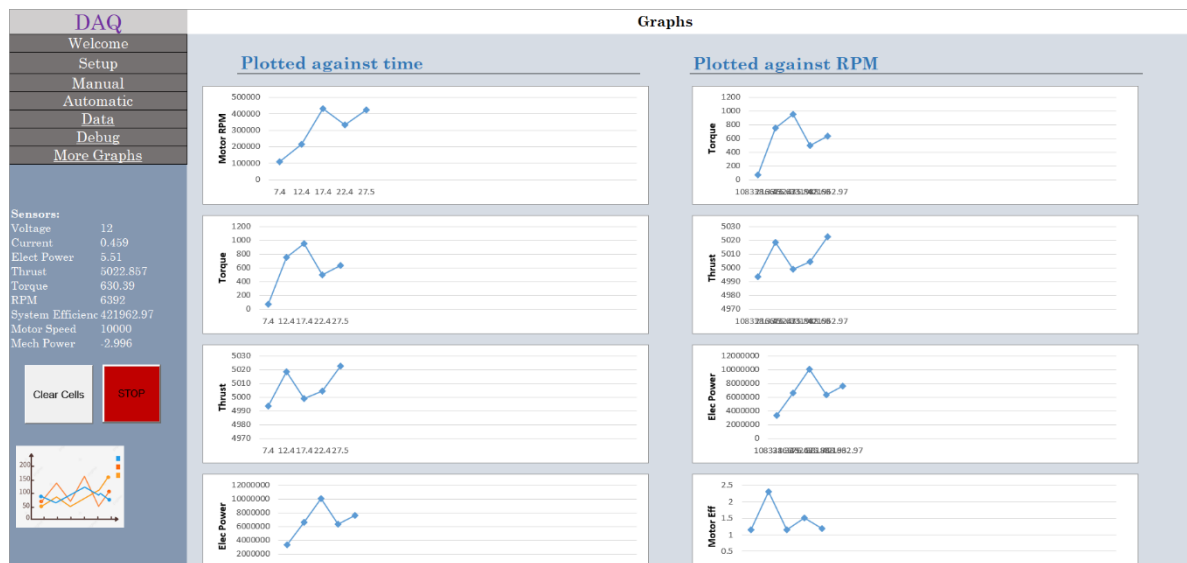 DAQ
Welcome
Setup
Manual
Automatic
Data
Debug
More Graphs
Sensors:
Voltage 12
Current 0.459
Elect Power 5.51
Thrust 5022.857
Torque 630.39
RPM 6392
System Efficienc 421962.97
Motor Speed 10000
Mech Power -2.996
Clear Cells
STOP
200
150
100
50
0
Graphs
Plotted against time
Motor RPM
500000
400000
300000
200000
100000
0
7.4 12.4 17.4 22.4 27.5
Torque
1200
1000
800
600
400
200
0
7.4 12.4 17.4 22.4 27.5
Thrust
5030
5020
5010
5000
4990
4980
4970
7.4 12.4 17.4 22.4 27.5
Elec Power
12000000
10000000
8000000
6000000
4000000
2000000
Plotted against RPM
Torque
1200
1000
800
600
400
200
0
Thrust
5030
5020
5010
5000
4990
4980
4970
Elec Power
12000000
10000000
8000000
6000000
4000000
2000000
0
Motor Eff
2.5
2
1.5
1
0.5